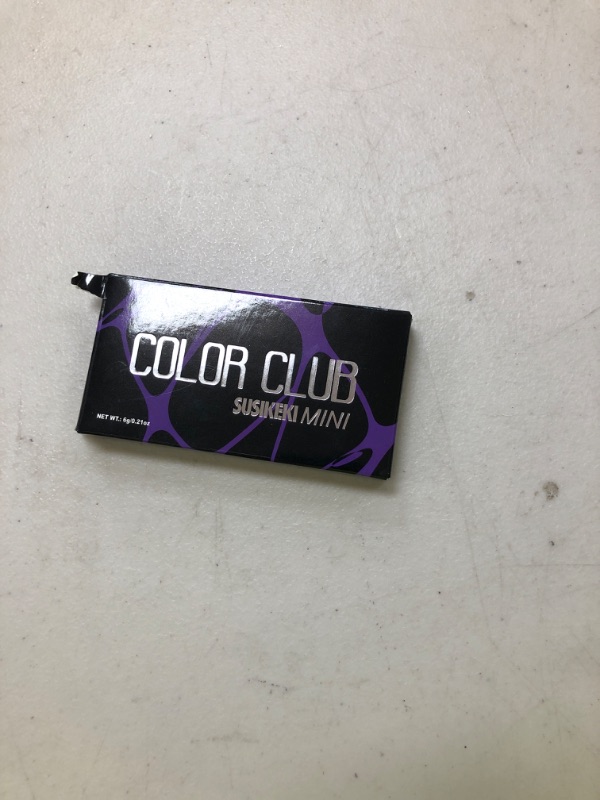 COLOR CLUB
SUSIKEKI MINI
NET WT.: 6g/0.21oz